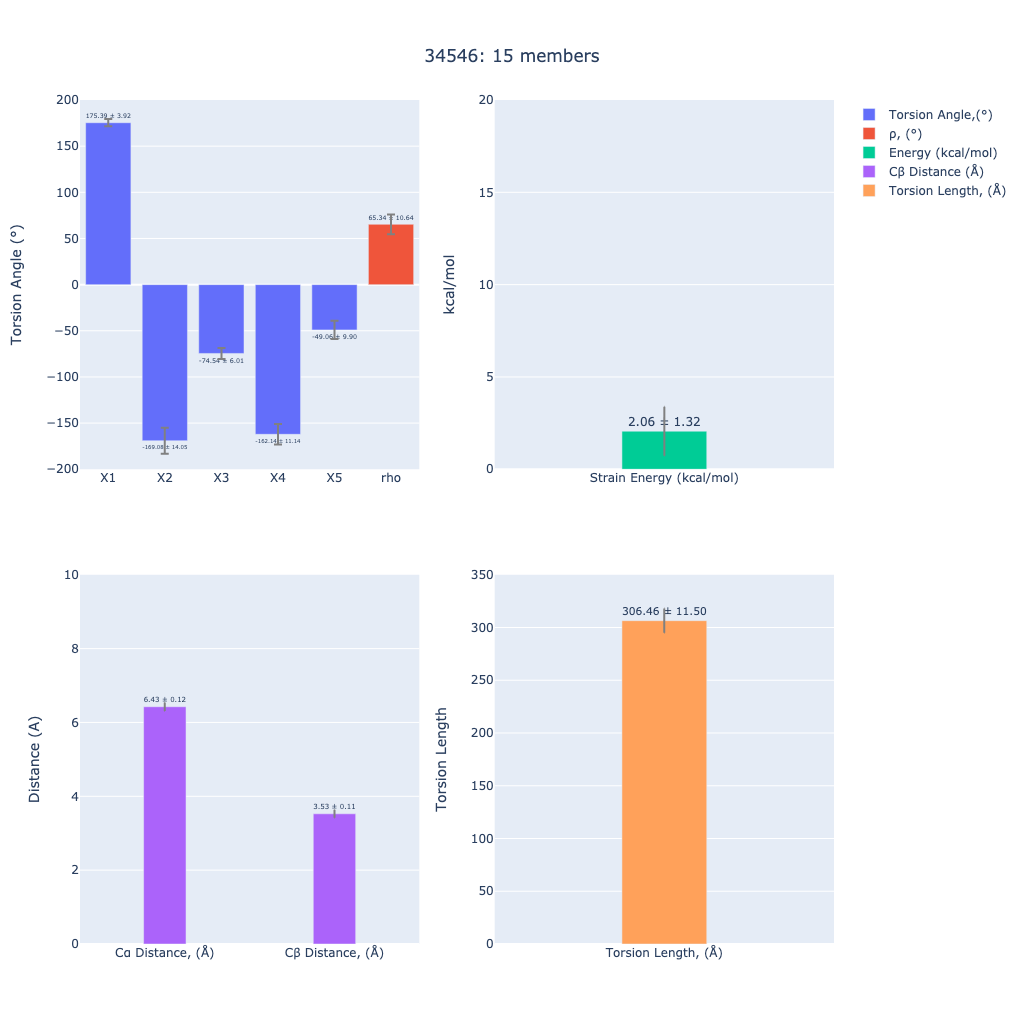 34546: 15 members
Torsion Angle (°)
200
150
100
50
0
−50
−100
−150
−200
175.39 ± 3.92
-169.08 ± 14.05
-74.54 ± 6.01
-162.14 ± 11.14
-49.06 ± 9.90
65.34 ± 10.64
X1
X2
X3
X4
X5
rho
kcal/mol
20
15
10
5
0
2.06 ± 1.32
Strain Energy (kcal/mol)
Torsion Angle,(°)
ρ, (°)
Energy (kcal/mol)
Cβ Distance (Å)
Torsion Length, (Å)
Distance (A)
10
8
6
4
2
0
6.43 ± 0.12
3.53 ± 0.11
Cα Distance, (Å)
Cβ Distance, (Å)
Torsion Length
350
300
250
200
150
100
50
0
306.46 ± 11.50
Torsion Length, (Å)